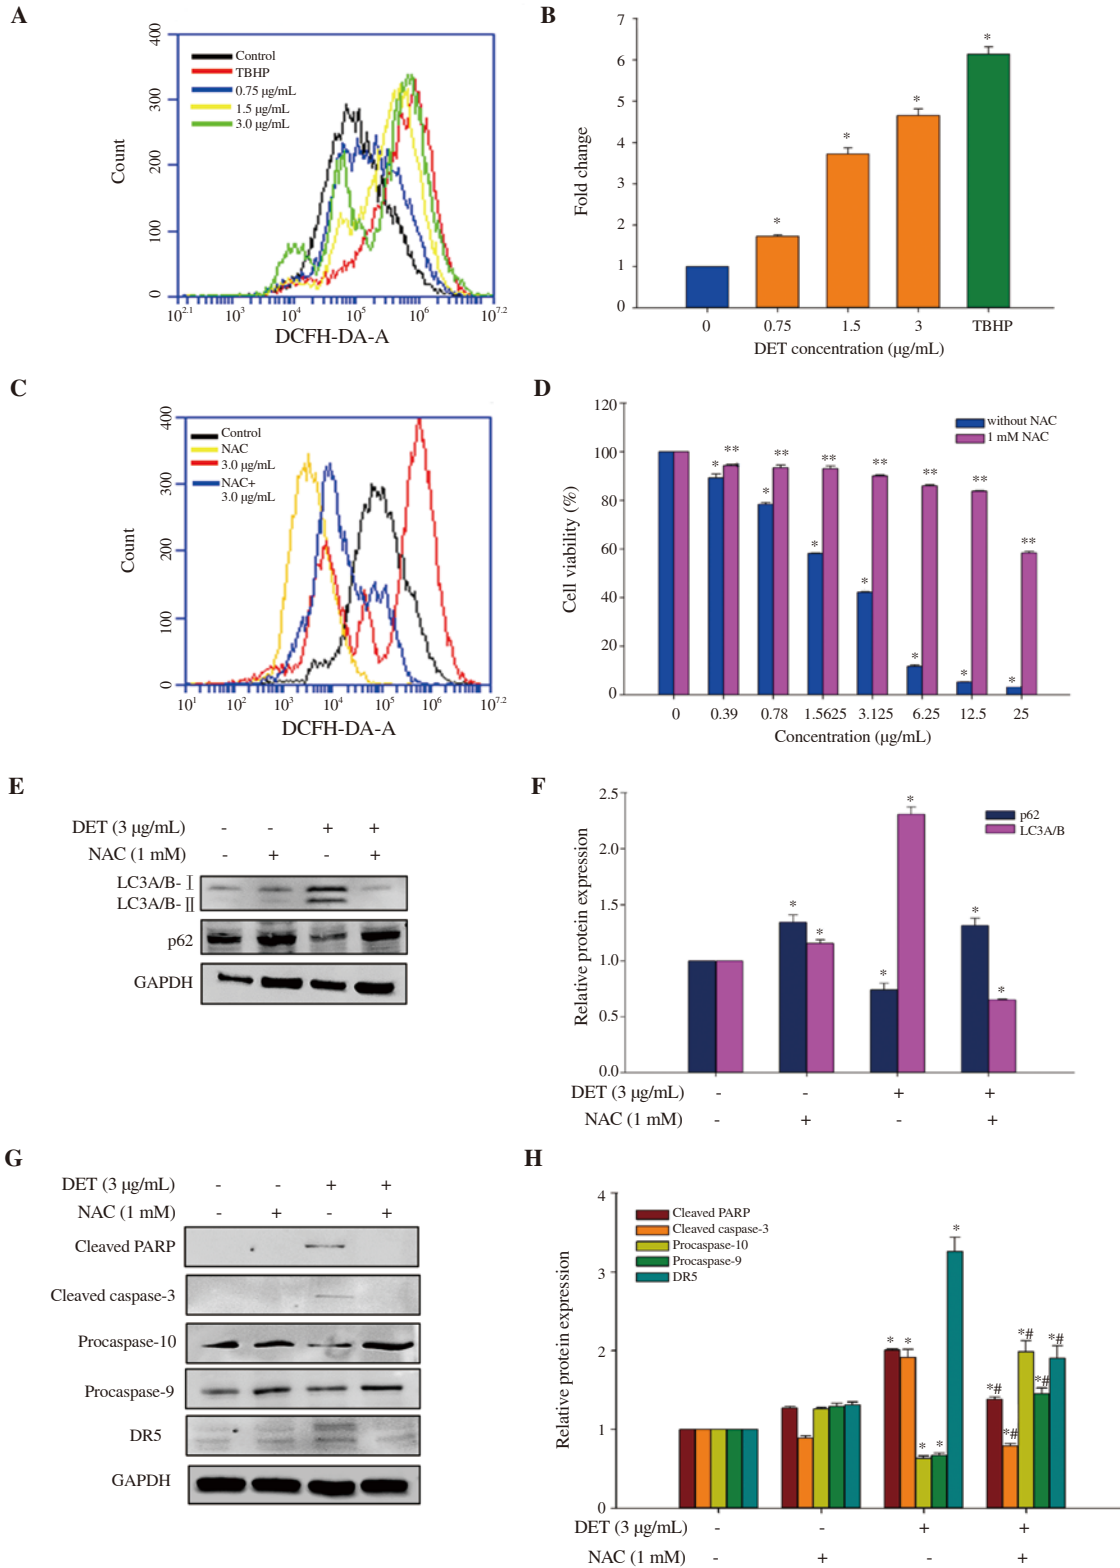 A
Control
TBHP
0.75 μg/mL
1.5 μg/mL
3.0 μg/mL
Count
400
300
200
100
0
10^2.1 10^3 10^4 10^5 10^6 10^7.2
DCFH-DA-A
B
Fold change
7
6
5
4
3
2
1
0
* * * *
0 0.75 1.5 3 TBHP
DET concentration (μg/mL)
C
Control
NAC
3.0 μg/mL
NAC+
3.0 μg/mL
Count
400
300
200
100
0
10^1 10^2 10^3 10^4 10^5 10^6 10^7.2
DCFH-DA-A
D
without NAC
1 mM NAC
Cell viability (%)
120
100
80
60
40
20
0
* ** * ** * ** * ** * ** * ** * **
0 0.39 0.78 1.5625 3.125 6.25 12.5 25
Concentration (μg/mL)
E
DET (3 μg/mL) - - + +
NAC (1 mM) - + - +
LC3A/B- Ⅰ
LC3A/B- Ⅱ
p62
GAPDH
F
p62
LC3A/B
Relative protein expression
2.5
2.0
1.5
1.0
0.5
0.0
* * * * * *
DET (3 μg/mL) - - + +
NAC (1 mM) - + - +
G
DET (3 μg/mL) - - + +
NAC (1 mM) - + - +
Cleaved PARP
Cleaved caspase-3
Procaspase-10
Procaspase-9
DR5
GAPDH
H
Cleaved PARP
Cleaved caspase-3
Procaspase-10
Procaspase-9
DR5
Relative protein expression
4
3
2
1
0
* * * * * *# *# *# *# *#
DET (3 μg/mL) - - + +
NAC (1 mM) - + - +